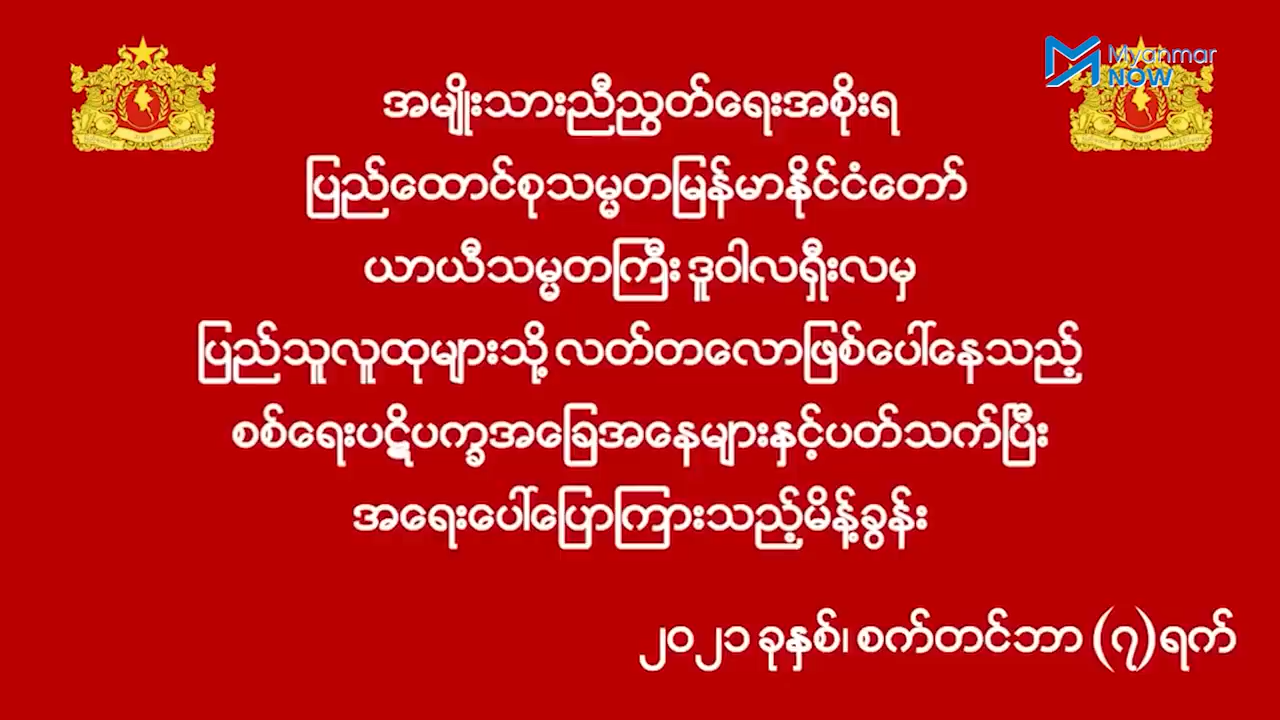 Myanmar
NOW
အမျိုးသားညီညွတ်ရေးအစိုးရ
ပြည်ထောင်စုသမ္မတမြန်မာနိုင်ငံတော်
ယာယီသမ္မတကြီး ဒူဝါလရှီးလမှ
ပြည်သူလူထုများသို့ လတ်တလောဖြစ်ပေါ်နေသည့်
စစ်ရေးပဋိပက္ခအခြေအနေများနှင့်ပတ်သက်ပြီး
အရေးပေါ်ပြောကြားသည့်မိန့်ခွန်း
၂၀၂၁ ခုနှစ်၊ စက်တင်ဘာ (၇)ရက်